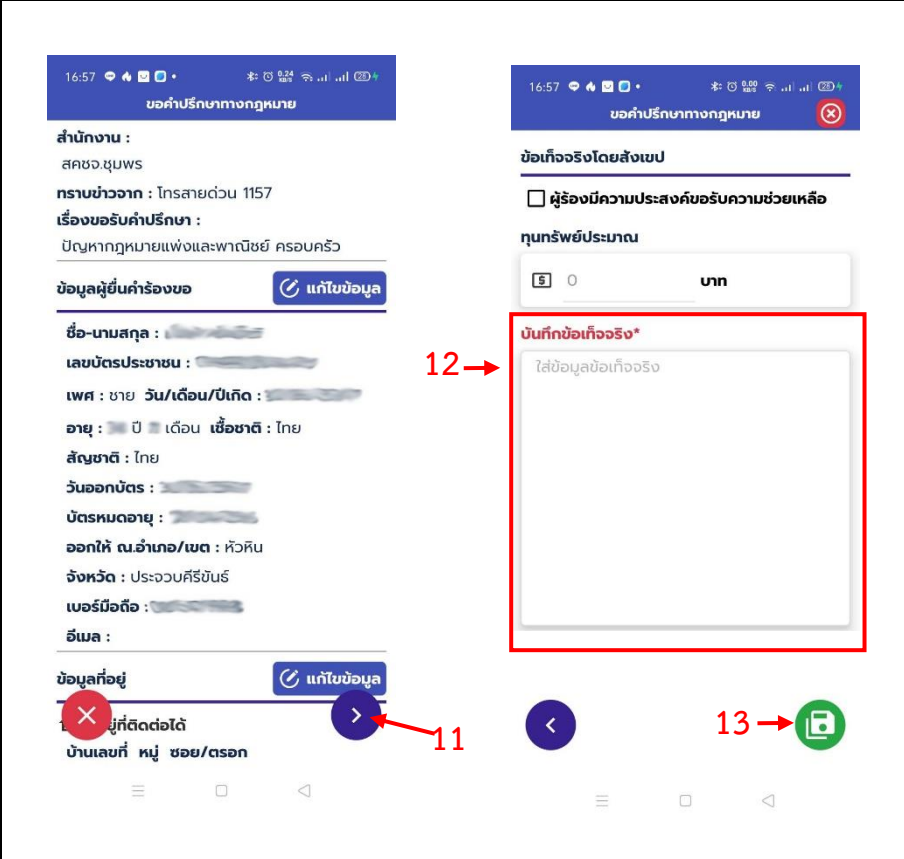 16:57
0.24 KB/S
28
ขอคำปรึกษาทางกฎหมาย
สำนักงาน :
สคชจ.ชุมพร
ทราบข่าวจาก : โทรสายด่วน 1157
เรื่องขอรับคำปรึกษา :
ปัญหากฎหมายแพ่งและพาณิชย์ ครอบครัว
ข้อมูลผู้ยื่นคำร้องขอ
แก้ไขข้อมูล
ชื่อ-นามสกุล :
เลขบัตรประชาชน :
เพศ : ชาย วัน/เดือน/ปีเกิด :
อายุ : ปี เดือน เชื้อชาติ : ไทย
สัญชาติ : ไทย
วันออกบัตร :
บัตรหมดอายุ :
ออกให้ ณ.อำเภอ/เขต : หัวหิน
จังหวัด : ประจวบคีรีขันธ์
เบอร์มือถือ :
อีเมล :
ข้อมูลที่อยู่
แก้ไขข้อมูล
ที่ติดต่อได้
บ้านเลขที่ หมู่ ซอย/ตรอก
11
16:57
0.00 KB/S
28
ขอคำปรึกษาทางกฎหมาย
ข้อเท็จจริงโดยสังเขป
ผู้ร้องมีความประสงค์ขอรับความช่วยเหลือ
ทุนทรัพย์ประมาณ
0 บาท
บันทึกข้อเท็จจริง*
ใส่ข้อมูลข้อเท็จจริง
12
13